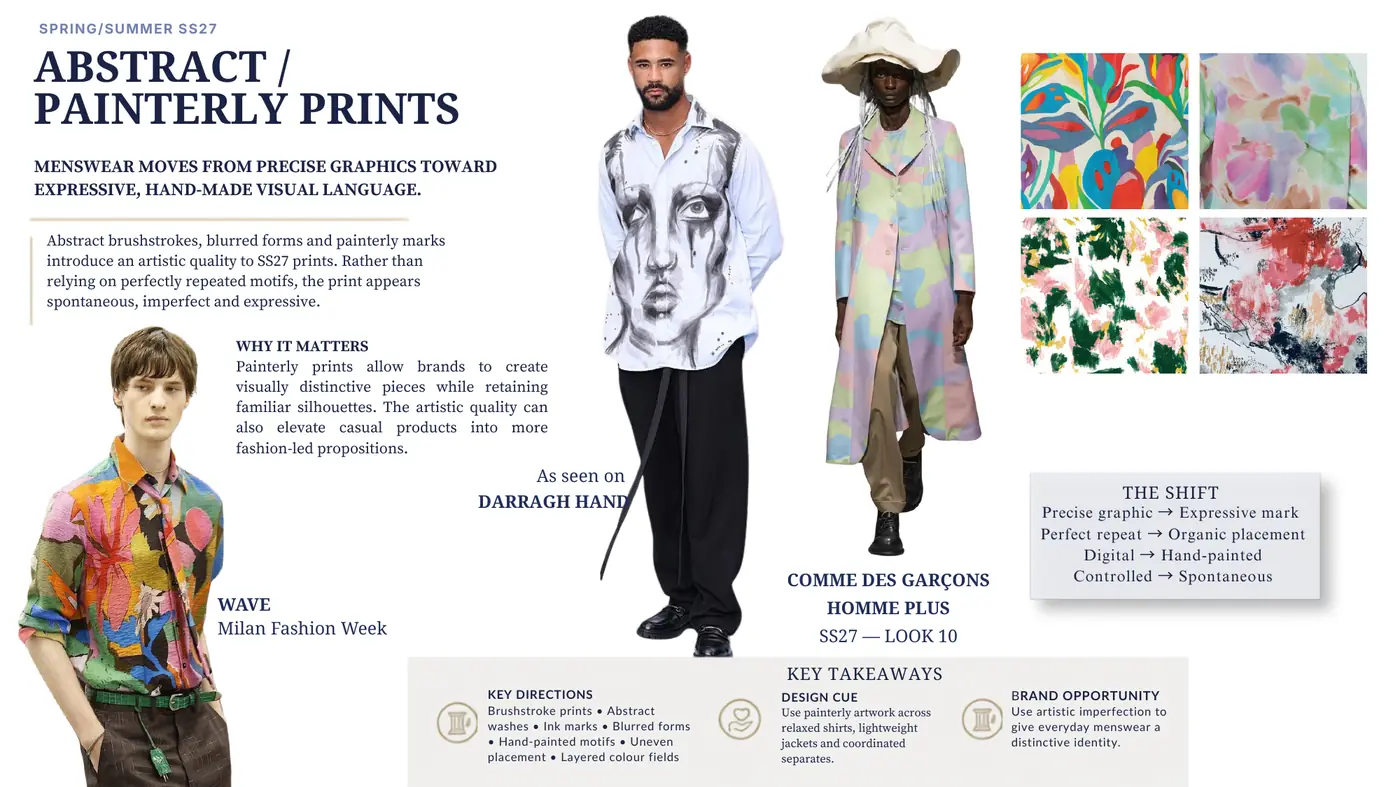 SPRING/SUMMER SS27
ABSTRACT /
PAINTERLY PRINTS
MENSWEAR MOVES FROM PRECISE GRAPHICS TOWARD
EXPRESSIVE, HAND-MADE VISUAL LANGUAGE.
Abstract brushstrokes, blurred forms and painterly marks
introduce an artistic quality to SS27 prints. Rather than
relying on perfectly repeated motifs, the print appears
spontaneous, imperfect and expressive.
WHY IT MATTERS
Painterly prints allow brands to create
visually distinctive pieces while retaining
familiar silhouettes. The artistic quality can
also elevate casual products into more
fashion-led propositions.
As seen on
DARRAGH HAND
WAVE
Milan Fashion Week
COMME DES GARÇONS
HOMME PLUS
SS27 — LOOK 10
THE SHIFT
Precise graphic → Expressive mark
Perfect repeat → Organic placement
Digital → Hand-painted
Controlled → Spontaneous
KEY TAKEAWAYS
KEY DIRECTIONS
Brushstroke prints • Abstract
washes • Ink marks • Blurred forms
• Hand-painted motifs • Uneven
placement • Layered colour fields
DESIGN CUE
Use painterly artwork across
relaxed shirts, lightweight
jackets and coordinated
separates.
BRAND OPPORTUNITY
Use artistic imperfection to
give everyday menswear a
distinctive identity.